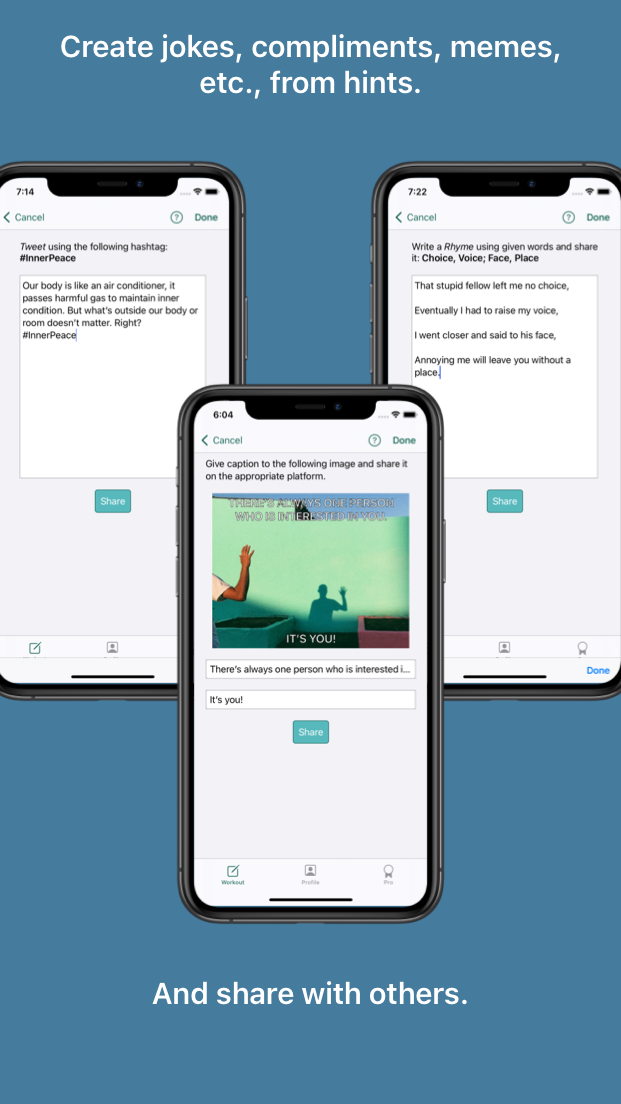 Create jokes, compliments, memes,
etc., from hints.
7:14
Cancel
?
Done
Tweet using the following hashtag:
#InnerPeace
Our body is like an air conditioner, it
passes harmful gas to maintain inner
condition. But what's outside our body or
room doesn't matter. Right?
#InnerPeace
Share
7:22
Cancel
?
Done
Write a Rhyme using given words and share
it: Choice, Voice; Face, Place
That stupid fellow left me no choice,
Eventually I had to raise my voice,
I went closer and said to his face,
Annoying me will leave you without a
place.
Share
Done
6:04
Cancel
?
Done
Give caption to the following image and share it
on the appropriate platform.
THERE'S ALWAYS ONE PERSON
WHO IS INTERESTED IN YOU.
IT'S YOU!
There's always one person who is interested i...
It's you!
Share
Workout
Profile
Pro
And share with others.